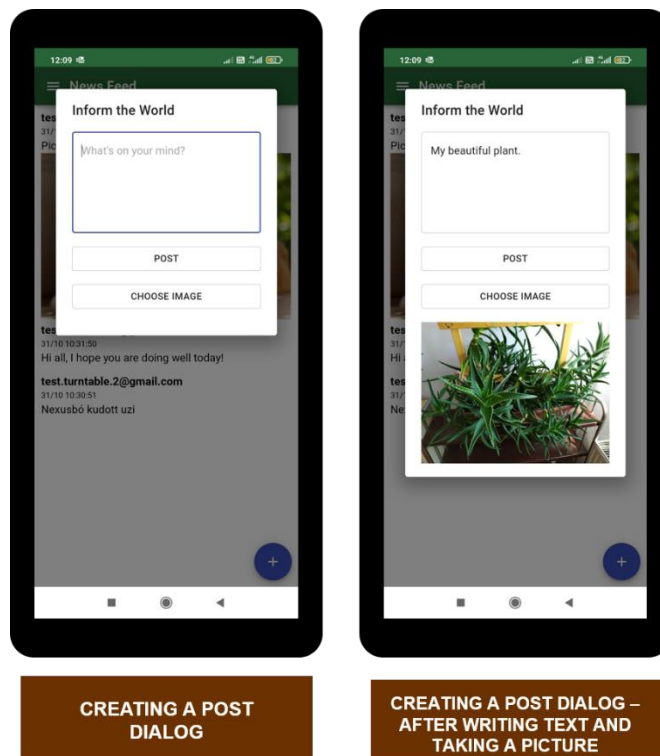 12:09
News Feed
Inform the World
tes
31/
What's on your mind?
Pic
POST
CHOOSE IMAGE
tes
31/10 10:31:50
Hi all, I hope you are doing well today!
test.turntable.2@gmail.com
31/10 10:30:51
Nexusbó kudott uzi
+
CREATING A POST
DIALOG
12:09
News Feed
Inform the World
tes
31/
My beautiful plant.
Pic
POST
CHOOSE IMAGE
tes
31/
Hi
tes
31/
Ne
+
CREATING A POST DIALOG –
AFTER WRITING TEXT AND
TAKING A PICTURE